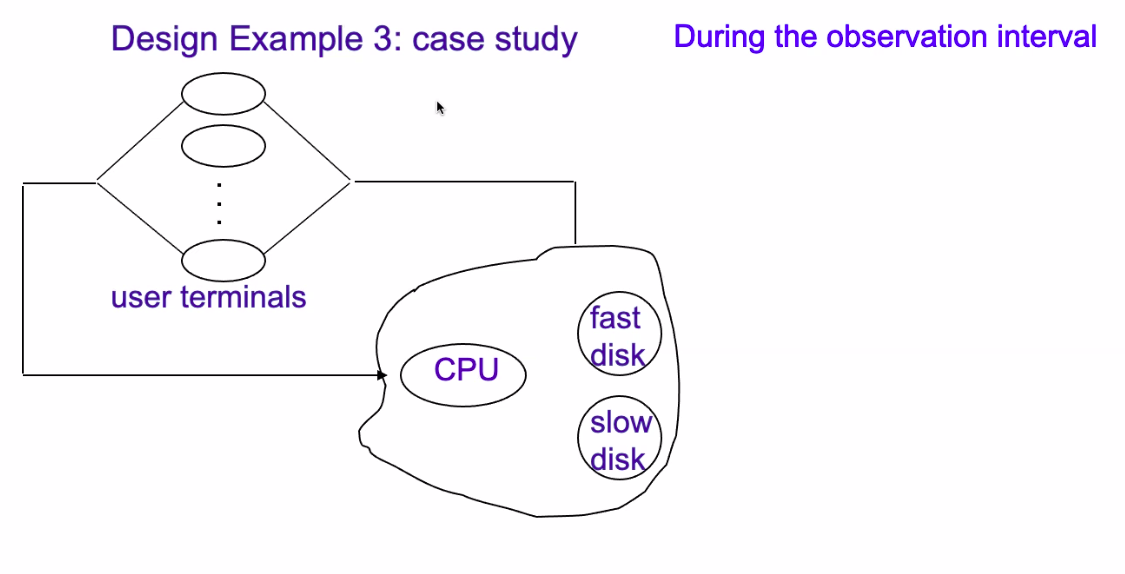 Design Example 3: case study
During the observation interval
user terminals
CPU
fast
disk
slow
disk